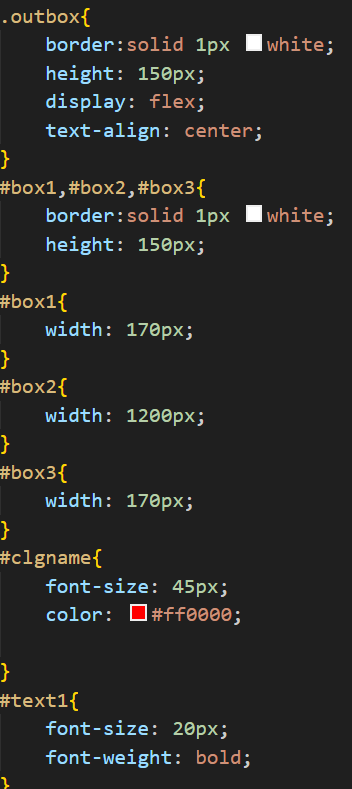 .outbox{
    border:solid 1px white;
    height: 150px;
    display: flex;
    text-align: center;
}
#box1,#box2,#box3{
    border:solid 1px white;
    height: 150px;
}
#box1{
    width: 170px;
}
#box2{
    width: 1200px;
}
#box3{
    width: 170px;
}
#clgname{
    font-size: 45px;
    color: #ff0000;

}
#text1{
    font-size: 20px;
    font-weight: bold;
}